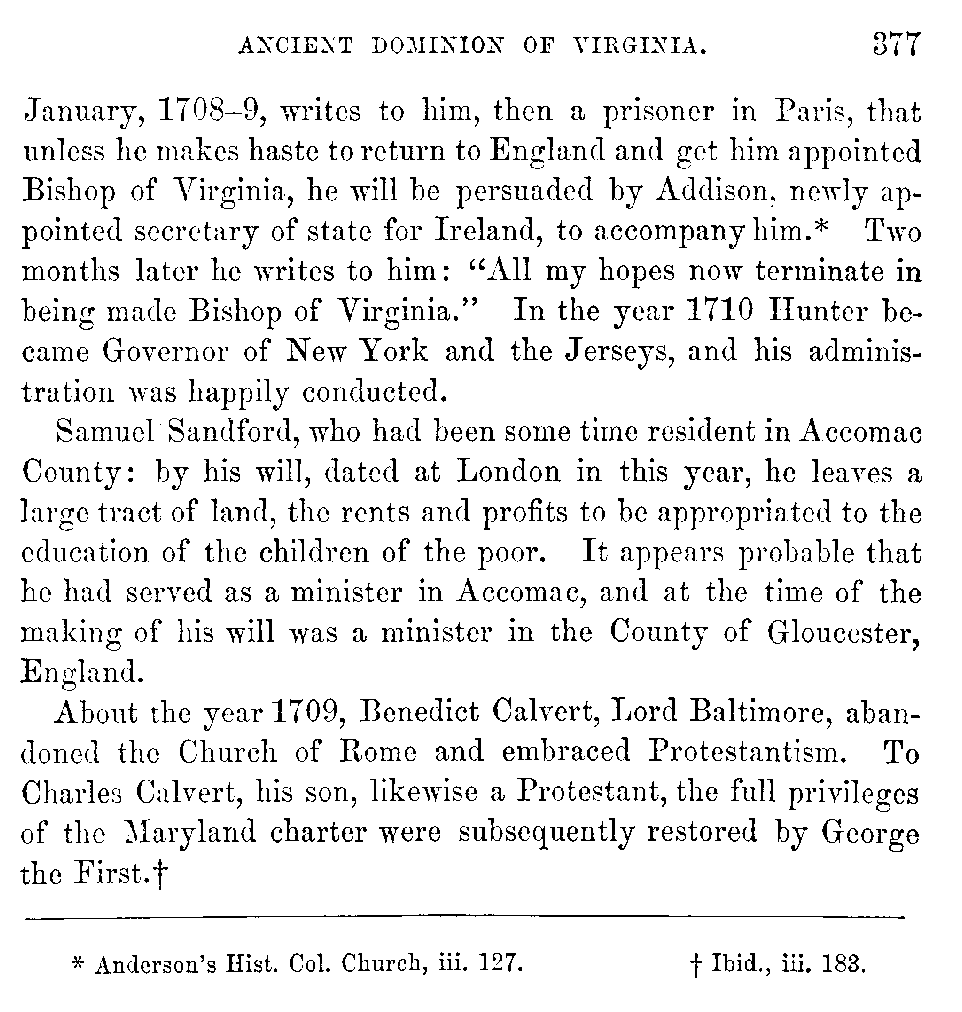 ANCIENT DOMINION OF VIRGINIA. 377
January, 1708–9, writes to him, then a prisoner in Paris, that
unless he makes haste to return to England and get him appointed
Bishop of Virginia, he will be persuaded by Addison, newly ap-
pointed secretary of state for Ireland, to accompany him.* Two
months later he writes to him: “All my hopes now terminate in
being made Bishop of Virginia.” In the year 1710 Hunter be-
came Governor of New York and the Jerseys, and his adminis-
tration was happily conducted.
Samuel Sandford, who had been some time resident in Accomac
County: by his will, dated at London in this year, he leaves a
large tract of land, the rents and profits to be appropriated to the
education of the children of the poor. It appears probable that
he had served as a minister in Accomac, and at the time of the
making of his will was a minister in the County of Gloucester,
England.
About the year 1709, Benedict Calvert, Lord Baltimore, aban-
doned the Church of Rome and embraced Protestantism. To
Charles Calvert, his son, likewise a Protestant, the full privileges
of the Maryland charter were subsequently restored by George
the First.†
* Anderson's Hist. Col. Church, iii. 127. † Ibid., iii. 183.